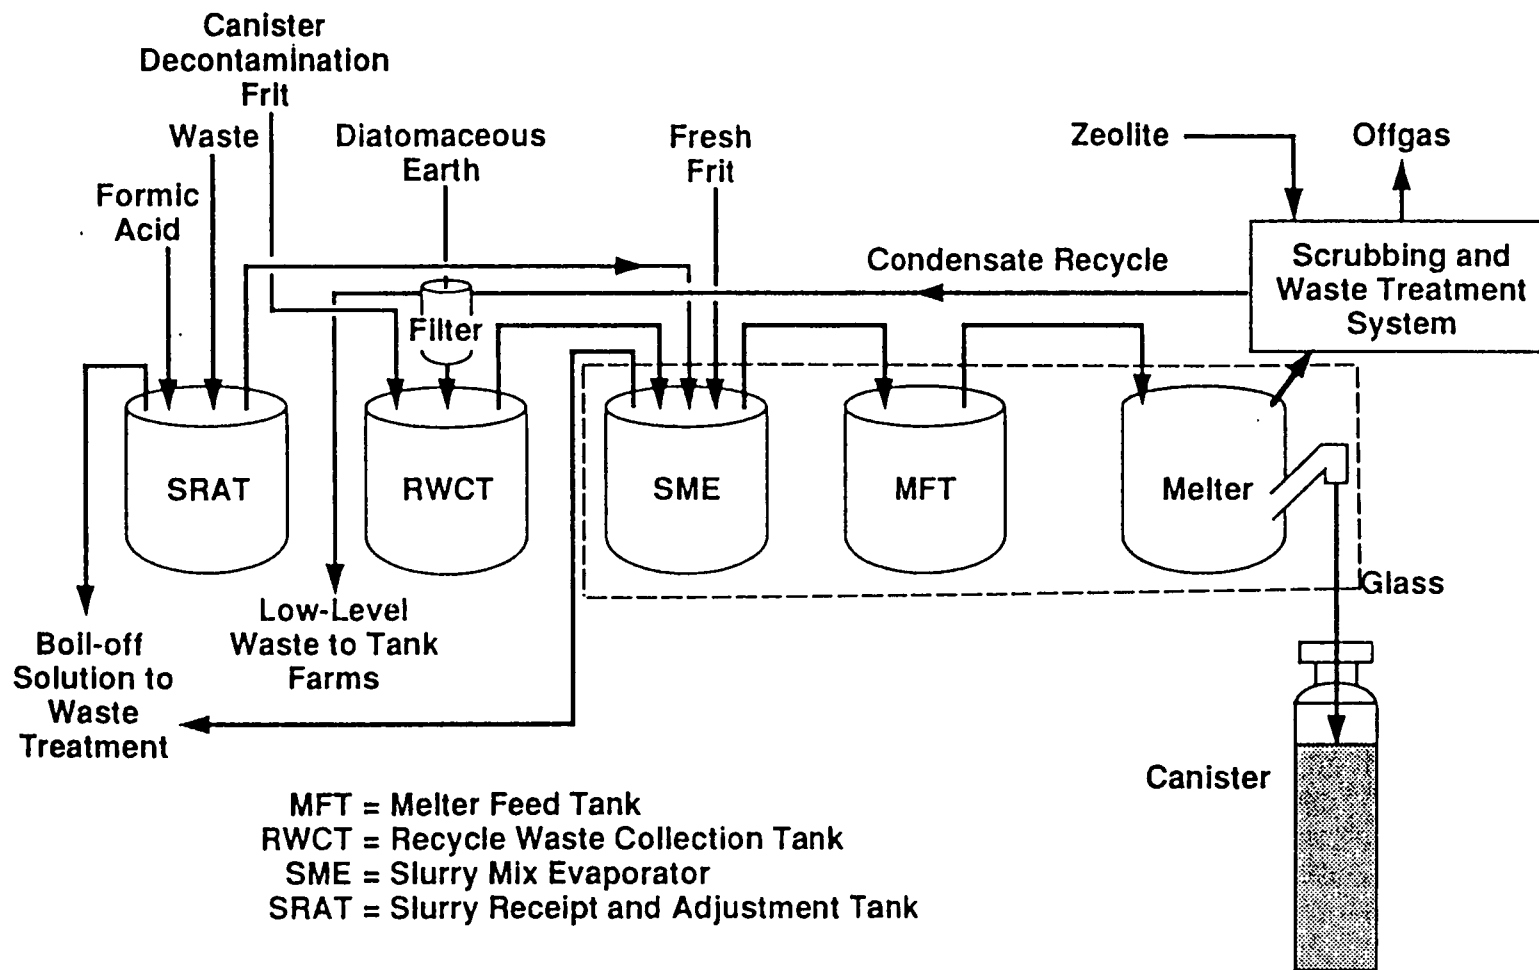 Canister
Decontamination
Frit
Waste
Formic
Acid
Diatomaceous
Earth
Fresh
Frit
Zeolite
Offgas
Condensate Recycle
Scrubbing and
Waste Treatment
System
Filter
SRAT
RWCT
SME
MFT
Melter
Glass
Low-Level
Waste to Tank
Farms
Boil-off
Solution to
Waste
Treatment
Canister
MFT = Melter Feed Tank
RWCT = Recycle Waste Collection Tank
SME = Slurry Mix Evaporator
SRAT = Slurry Receipt and Adjustment Tank